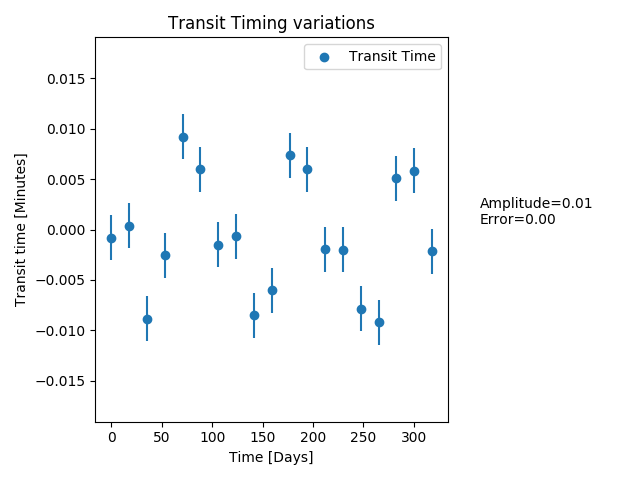 Transit Timing variations
Transit Time
0.015
0.010
0.005
0.000
−0.005
−0.010
−0.015
Transit time [Minutes]
Amplitude=0.01
Error=0.00
0 50 100 150 200 250 300
Time [Days]